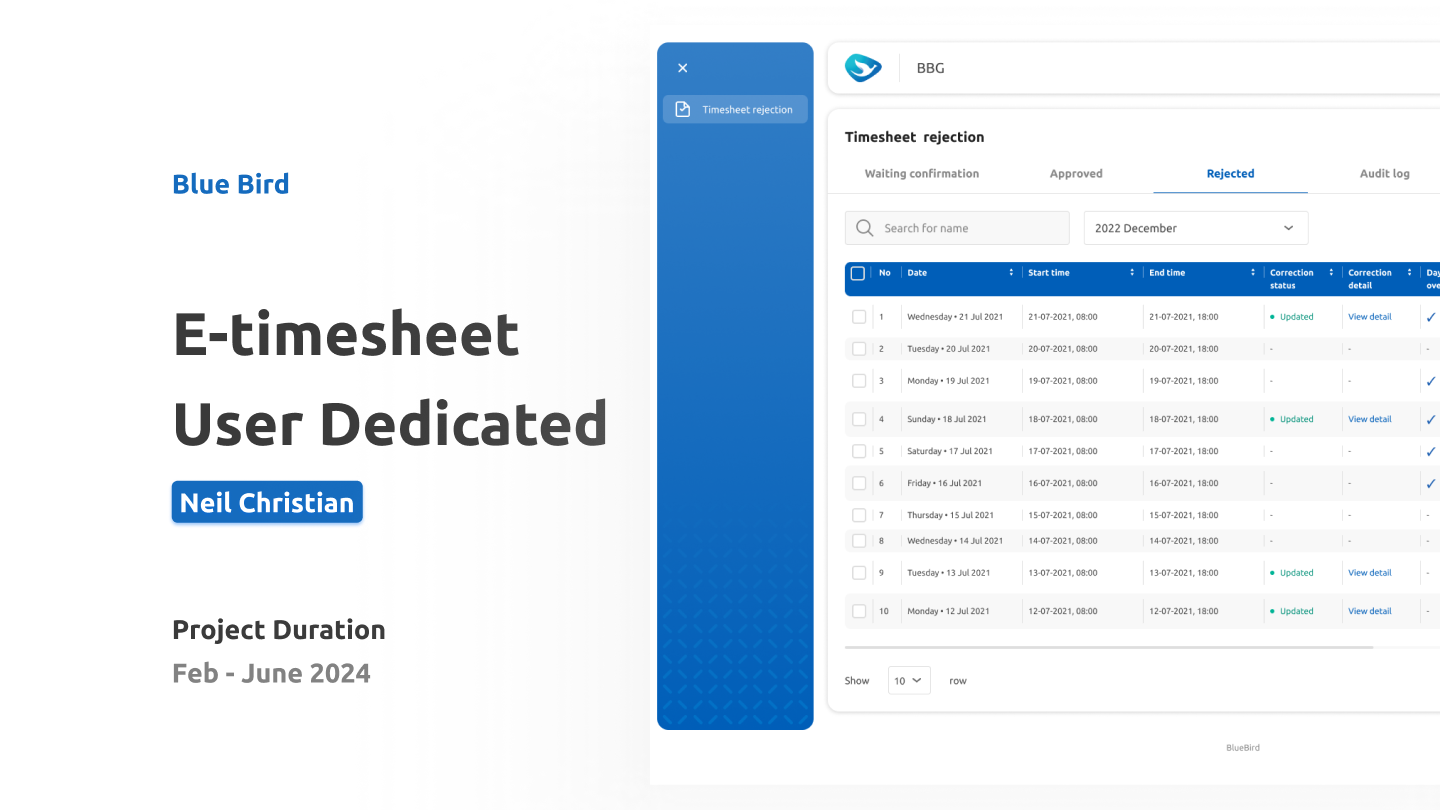 Blue Bird
E-timesheet
User Dedicated
Neil Christian
Project Duration
Feb - June 2024
Timesheet rejection
BBG
Timesheet rejection
Waiting confirmation Approved Rejected Audit log
Search for name 2022 December
No Date Start time End time Correction status Correction detail Day ove
1 Wednesday • 21 Jul 2021 21-07-2021, 08:00 21-07-2021, 18:00 • Updated View detail ✓
2 Tuesday • 20 Jul 2021 20-07-2021, 08:00 20-07-2021, 18:00 - - -
3 Monday • 19 Jul 2021 19-07-2021, 08:00 19-07-2021, 18:00 - - ✓
4 Sunday • 18 Jul 2021 18-07-2021, 08:00 18-07-2021, 18:00 • Updated View detail ✓
5 Saturday • 17 Jul 2021 17-07-2021, 08:00 17-07-2021, 18:00 - - ✓
6 Friday • 16 Jul 2021 16-07-2021, 08:00 16-07-2021, 18:00 - - ✓
7 Thursday • 15 Jul 2021 15-07-2021, 08:00 15-07-2021, 18:00 - - -
8 Wednesday • 14 Jul 2021 14-07-2021, 08:00 14-07-2021, 18:00 - - -
9 Tuesday • 13 Jul 2021 13-07-2021, 08:00 13-07-2021, 18:00 • Updated View detail -
10 Monday • 12 Jul 2021 12-07-2021, 08:00 12-07-2021, 18:00 • Updated View detail -
Show 10 row
BlueBird